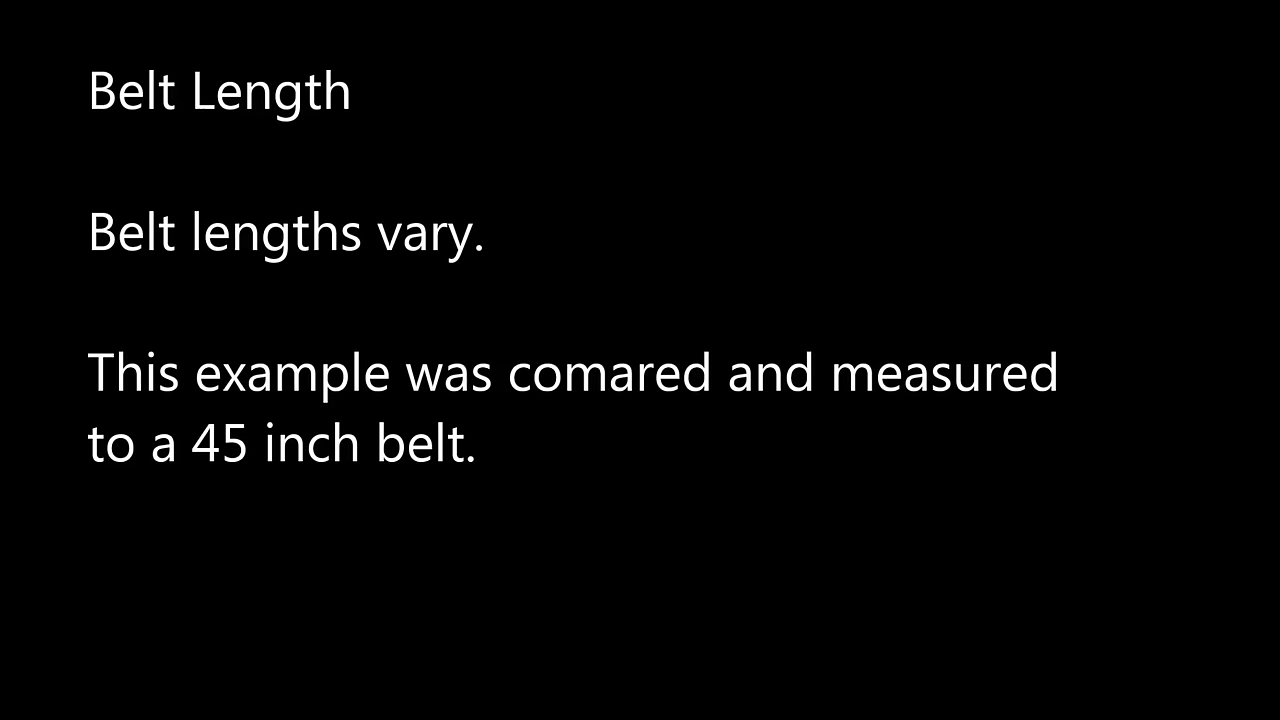 Belt Length
Belt lengths vary.
This example was comared and measured
to a 45 inch belt.